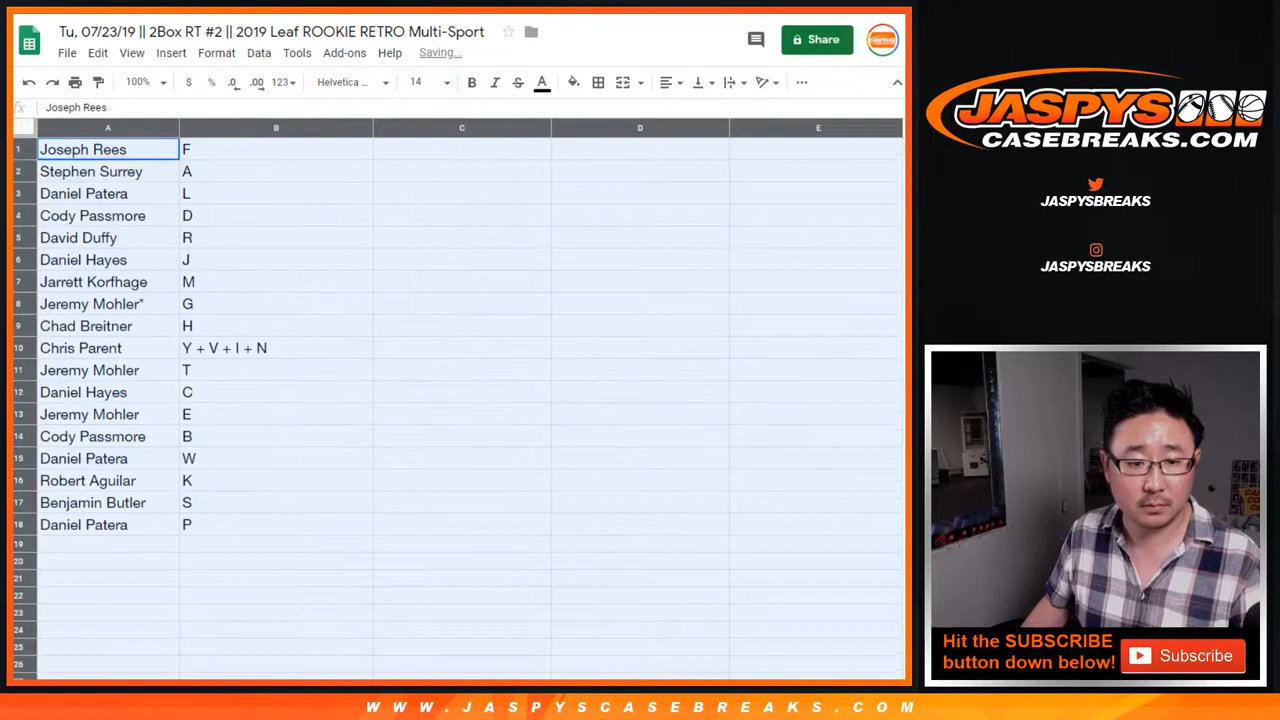 Tu, 07/23/19 || 2Box RT #2 || 2019 Leaf ROOKIE RETRO Multi-Sport
File Edit View Insert Format Data Tools Add-ons Help Saving...
Share
100% $ % .0 .00 123 Helvetica ... 14 B I S A
fx Joseph Rees
A B C D E
1 Joseph Rees F
2 Stephen Surrey A
3 Daniel Patera L
4 Cody Passmore D
5 David Duffy R
6 Daniel Hayes J
7 Jarrett Korfhage M
8 Jeremy Mohler* G
9 Chad Breitner H
10 Chris Parent Y + V + I + N
11 Jeremy Mohler T
12 Daniel Hayes C
13 Jeremy Mohler E
14 Cody Passmore B
15 Daniel Patera W
16 Robert Aguilar K
17 Benjamin Butler S
18 Daniel Patera P
19
20
21
22
23
24
25
26
JASPYS
CASEBREAKS.COM
JASPYSBREAKS
JASPYSBREAKS
Hit the SUBSCRIBE
button down below!
Subscribe
WWW.JASPYSCASEBREAKS.COM